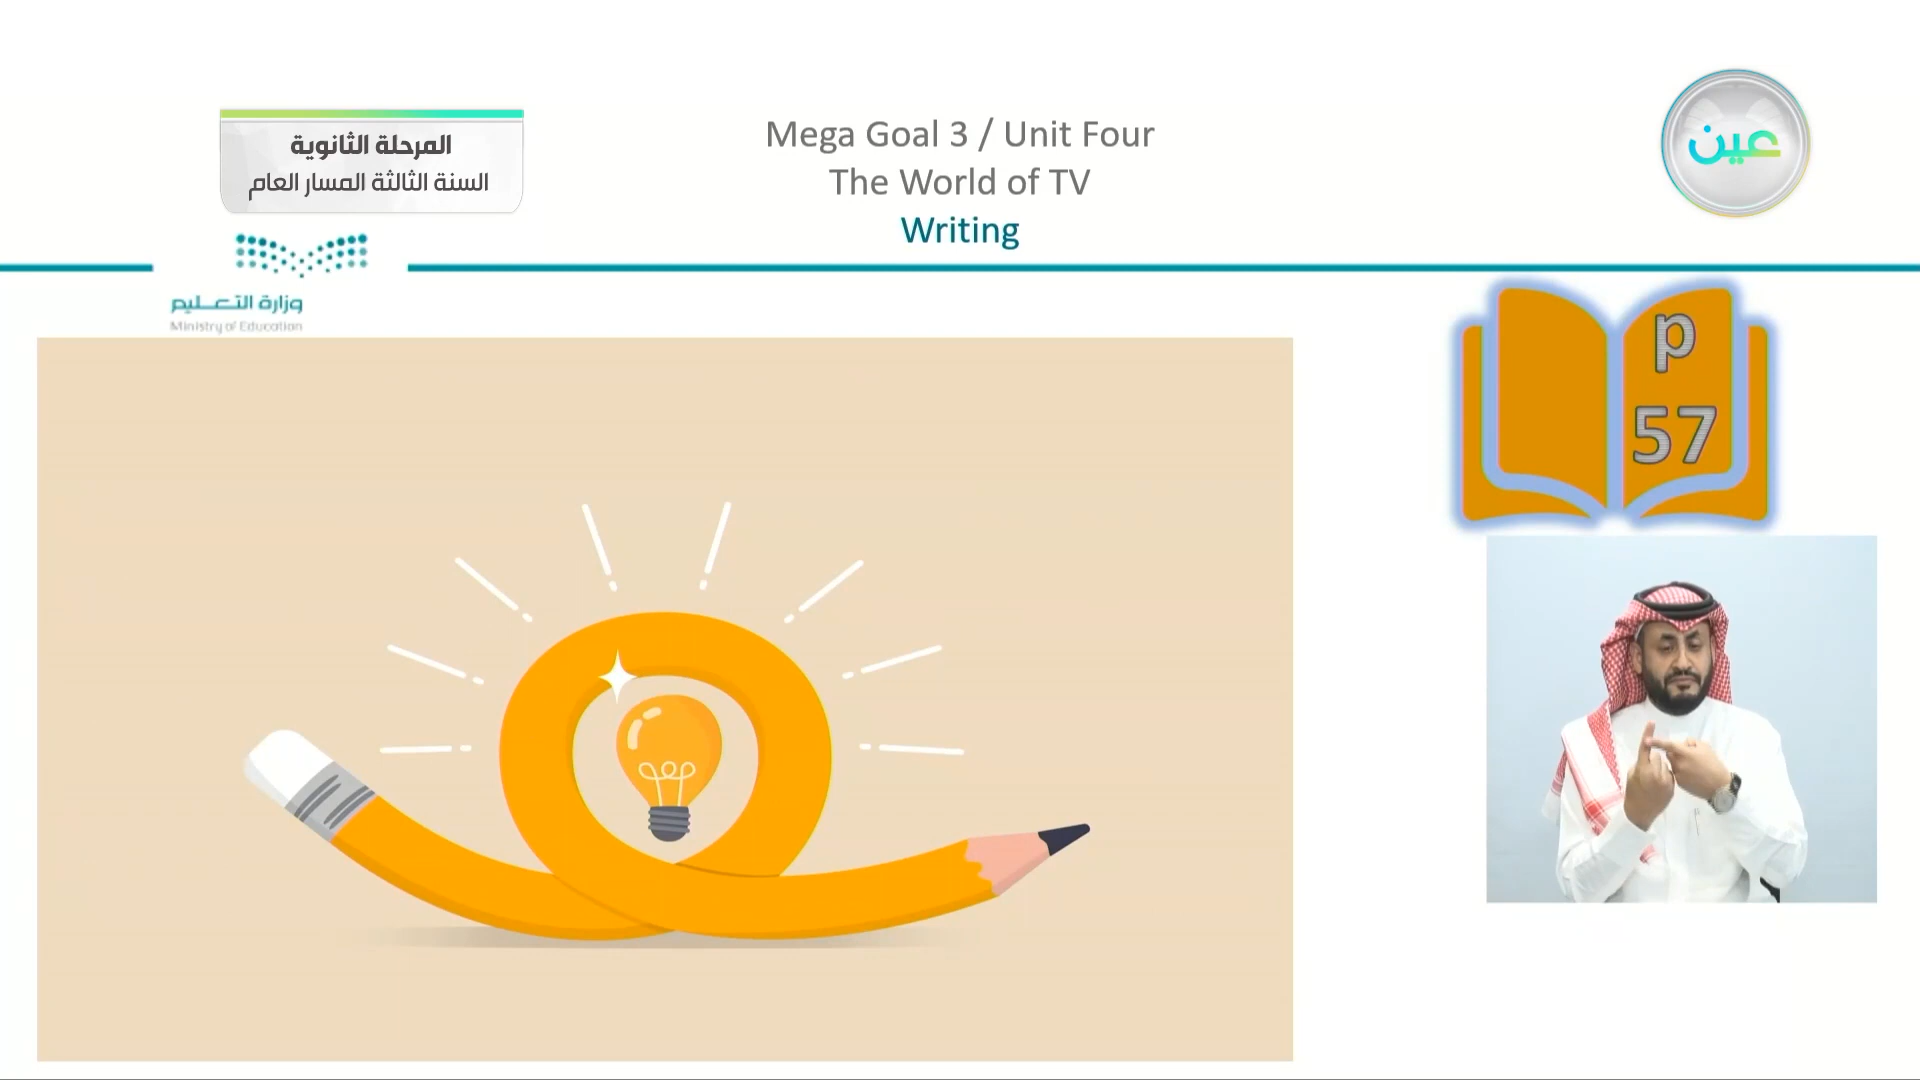 المرحلة الثانوية
السنة الثالثة المسار العام
Mega Goal 3 / Unit Four
The World of TV
Writing
عين
وزارة التعليم
Ministry of Education
p
57